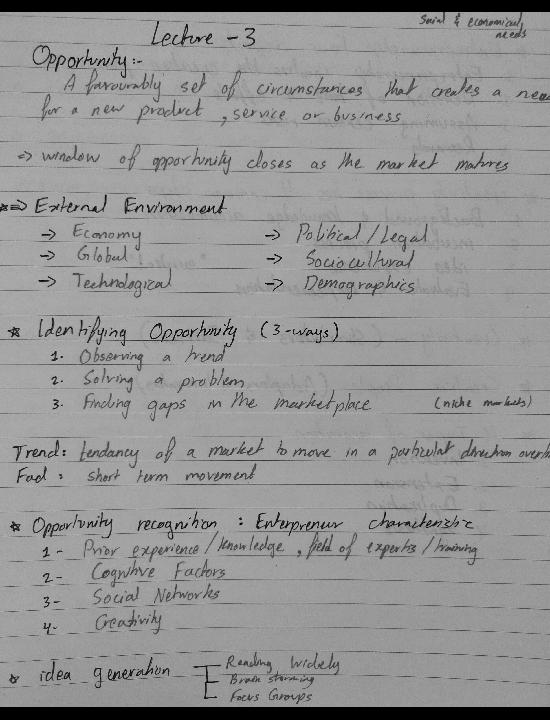 Social & economical
needs
Lecture - 3
Opportunity:-
A favourably set of circumstances that creates a need
for a new product , service or business
=> window of opportunity closes as the market matures
External Environment
-> Economy -> Political / Legal
-> Global -> Sociocultural
-> Technological -> Demographics
* Identifying Opportunity (3-ways)
1. Observing a trend
2. Solving a problem
3. Finding gaps in the marketplace (niche markets)
Trend: tendancy of a market to move in a particular direction
Fad : short term movement
* Opportunity recognition : Enterpreneur characteristic
1- Prior experience / knowledge , field of expertis / training
2- Cognitive Factors
3- Social Networks
4- Creativity
* idea generation
Reading Widely
Brain storming
Focus Groups